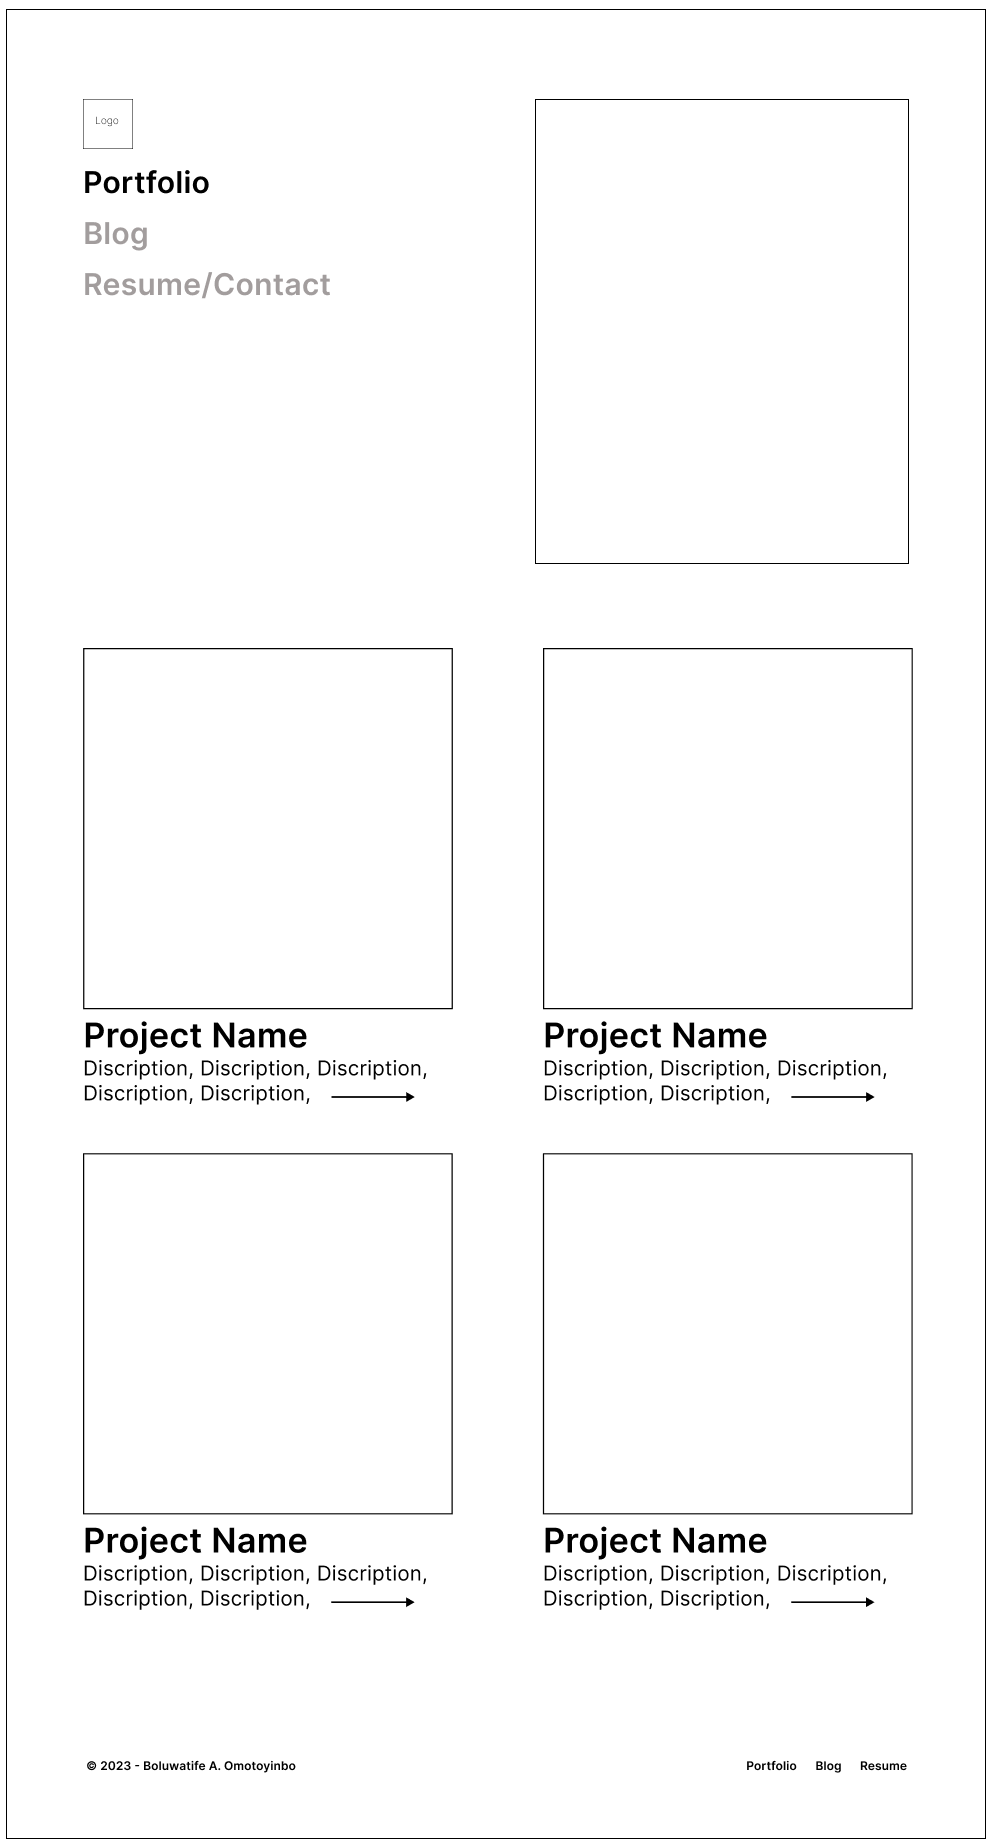 Logo
Portfolio
Blog
Resume/Contact
Project Name
Discription, Discription, Discription,
Discription, Discription,
Project Name
Discription, Discription, Discription,
Discription, Discription,
Project Name
Discription, Discription, Discription,
Discription, Discription,
Project Name
Discription, Discription, Discription,
Discription, Discription,
© 2023 - Boluwatife A. Omotoyinbo
Portfolio Blog Resume